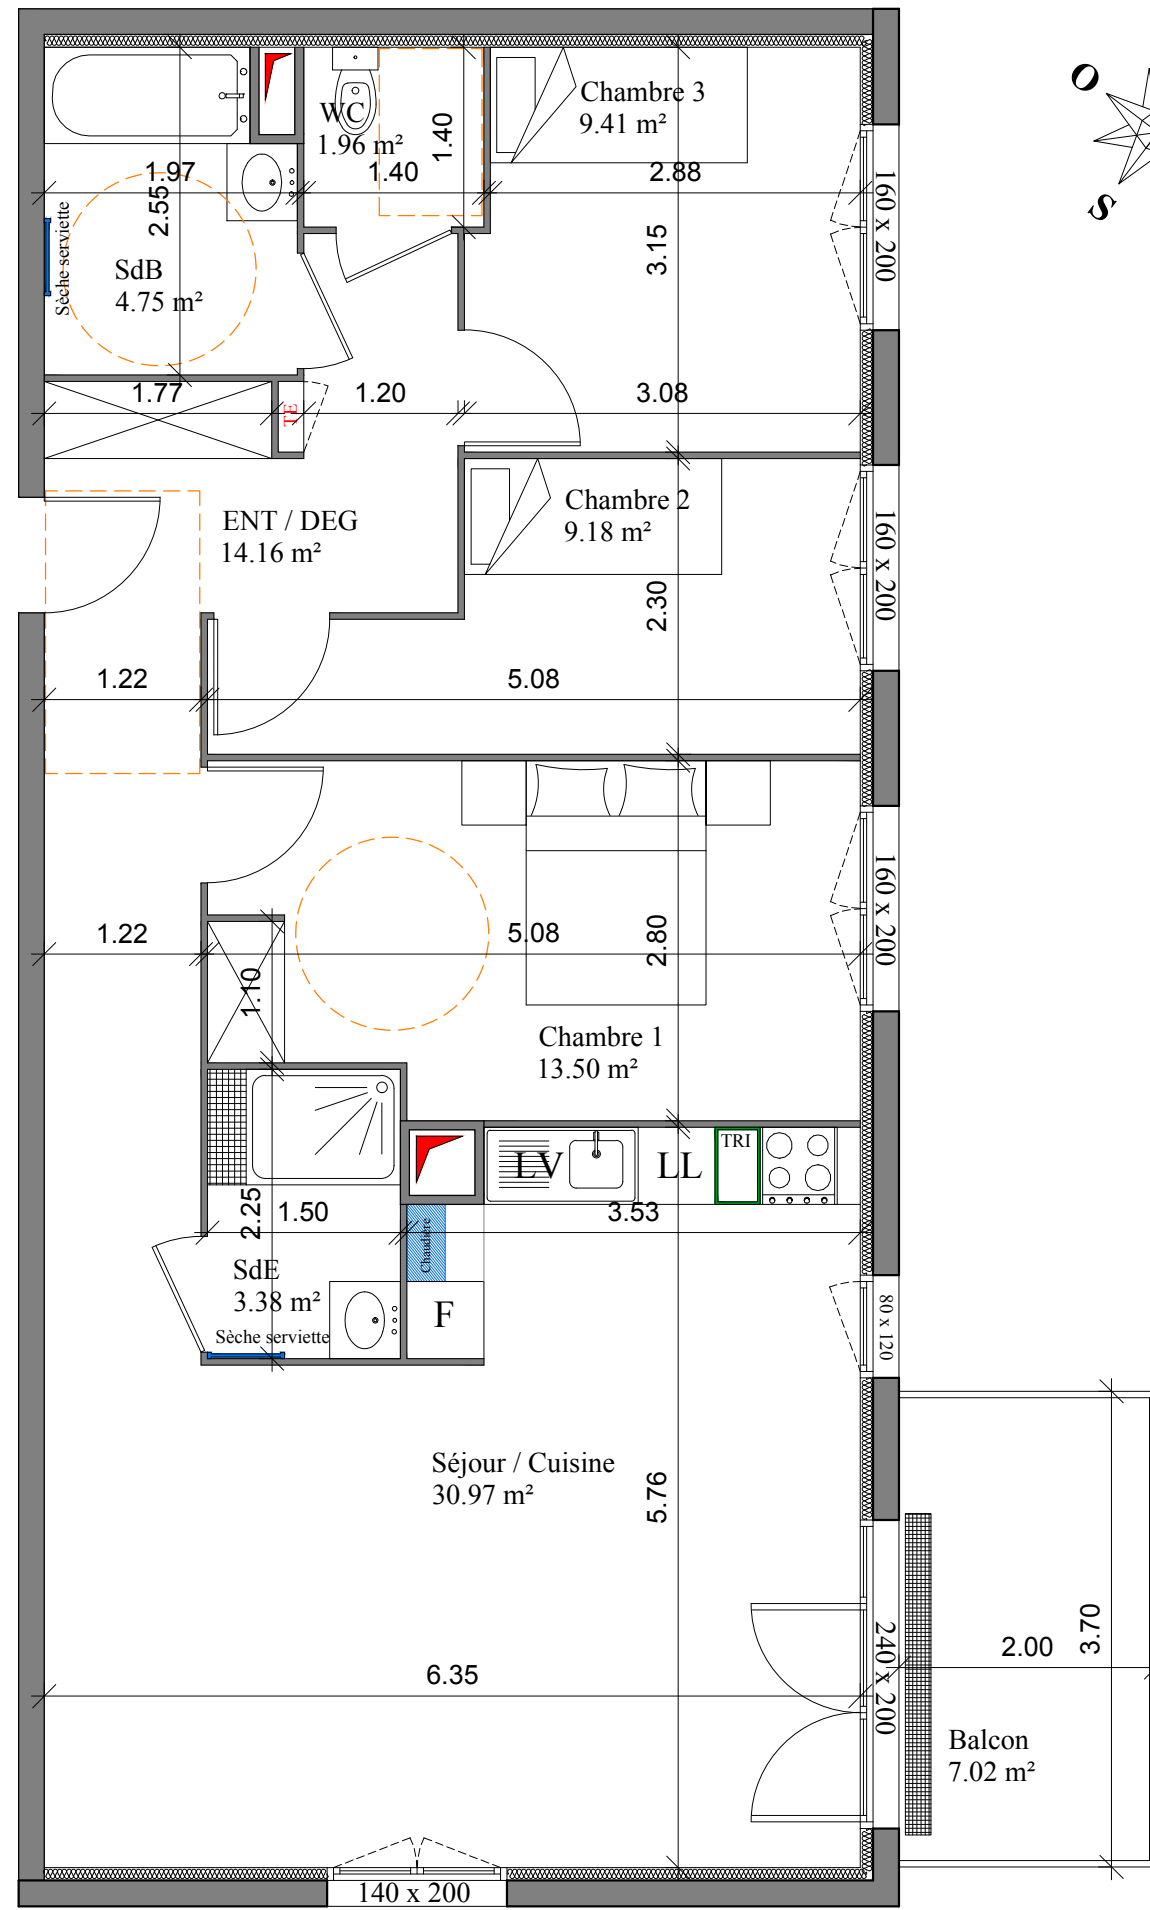 Chambre 3
9.41 m²
WC
1.96 m²
1.40
O
S
1.97
1.40
2.88
160 x 200
2.55
Sèche serviette
3.15
SdB
4.75 m²
1.77
TE
1.20
3.08
Chambre 2
9.18 m²
ENT / DEG
14.16 m²
160 x 200
2.30
1.22
5.08
160 x 200
1.22
5.08
2.80
1.10
Chambre 1
13.50 m²
LV
LL
TRI
2.25
1.50
3.53
Chaudière
SdE
3.38 m²
F
Sèche serviette
80 x 120
Séjour / Cuisine
30.97 m²
5.76
240 x 200
3.70
2.00
6.35
Balcon
7.02 m²
140 x 200